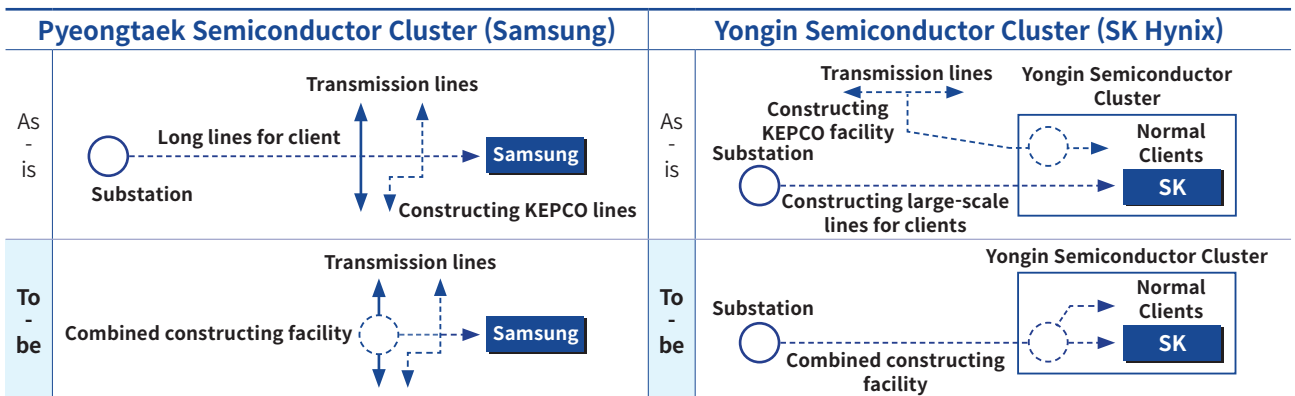 Pyeongtaek Semiconductor Cluster (Samsung)
Yongin Semiconductor Cluster (SK Hynix)
As
-
is
Transmission lines
Long lines for client
Samsung
Substation
Constructing KEPCO lines
As
-
is
Transmission lines
Yongin Semiconductor
Cluster
Constructing
KEPCO facility
Normal
Clients
Substation
SK
Constructing large-scale
lines for clients
To
-
be
Transmission lines
Combined constructing facility
Samsung
To
-
be
Yongin Semiconductor Cluster
Substation
Normal
Clients
SK
Combined constructing
facility